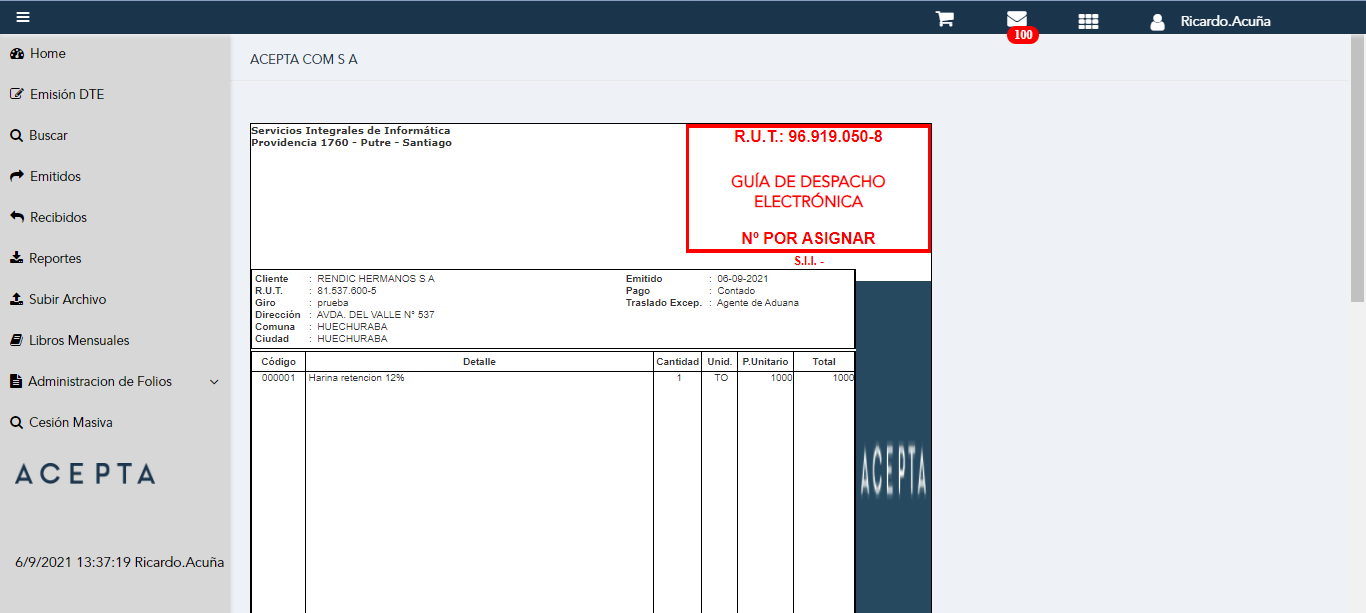 Ricardo.Acuña
100
Home
Emisión DTE
Buscar
Emitidos
Recibidos
Reportes
Subir Archivo
Libros Mensuales
Administracion de Folios
Cesión Masiva
ACEPTA
6/9/2021 13:37:19 Ricardo.Acuña
ACEPTA COM S A
Servicios Integrales de Informática
Providencia 1760 - Putre - Santiago
R.U.T.: 96.919.050-8
GUÍA DE DESPACHO
ELECTRÓNICA
Nº POR ASIGNAR
S.I.I. -
Cliente : RENDIC HERMANOS S A
R.U.T. : 81.537.600-5
Giro : prueba
Dirección : AVDA. DEL VALLE N° 537
Comuna : HUECHURABA
Ciudad : HUECHURABA
Emitido : 06-09-2021
Pago : Contado
Traslado Excep. : Agente de Aduana
Código Detalle Cantidad Unid. P.Unitario Total
000001 Harina retencion 12% 1 TO 1000 1000
ACEPTA